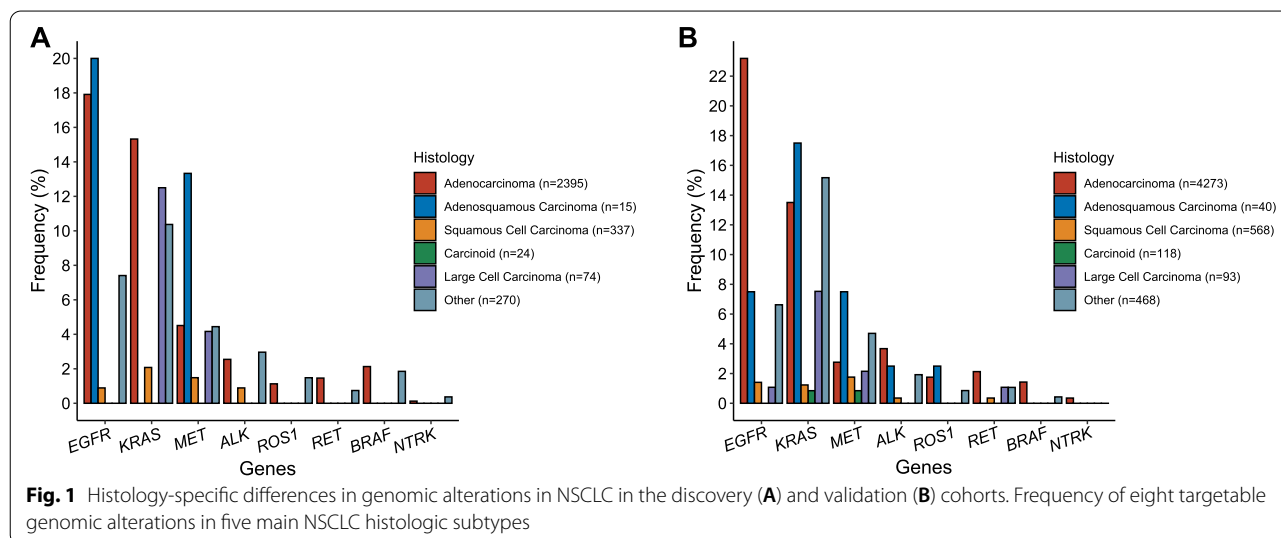 A
Frequency (%)
20
18
16
14
12
10
8
6
4
2
0
EGFR
KRAS
MET
ALK
ROS1
RET
BRAF
NTRK
Genes
Histology
Adenocarcinoma (n=2395)
Adenosquamous Carcinoma (n=15)
Squamous Cell Carcinoma (n=337)
Carcinoid (n=24)
Large Cell Carcinoma (n=74)
Other (n=270)
B
Frequency (%)
22
20
18
16
14
12
10
8
6
4
2
0
EGFR
KRAS
MET
ALK
ROS1
RET
BRAF
NTRK
Genes
Histology
Adenocarcinoma (n=4273)
Adenosquamous Carcinoma (n=40)
Squamous Cell Carcinoma (n=568)
Carcinoid (n=118)
Large Cell Carcinoma (n=93)
Other (n=468)
Fig. 1 Histology-specific differences in genomic alterations in NSCLC in the discovery (A) and validation (B) cohorts. Frequency of eight targetable
genomic alterations in five main NSCLC histologic subtypes